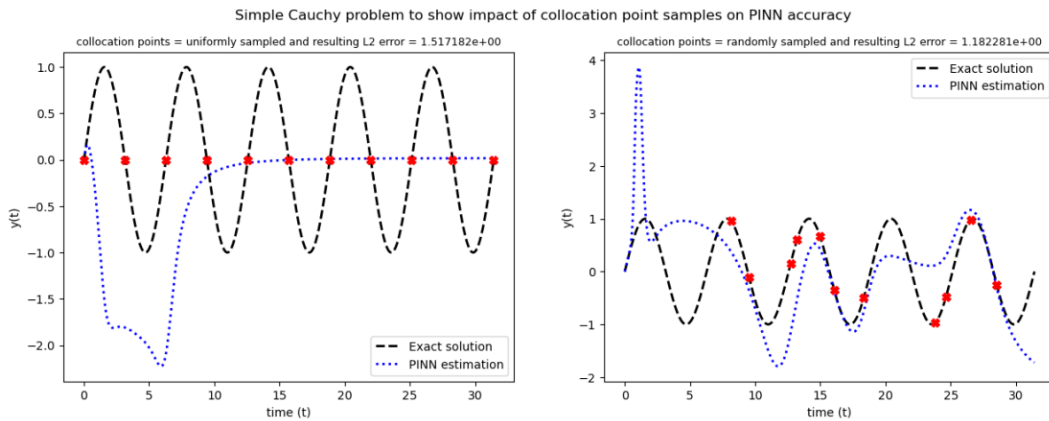 Simple Cauchy problem to show impact of collocation point samples on PINN accuracy
collocation points = uniformly sampled and resulting L2 error = 1.517182e+00
1.0
0.5
0.0
−0.5
−1.0
−1.5
−2.0
y(t)
Exact solution
PINN estimation
0 5 10 15 20 25 30
time (t)
collocation points = randomly sampled and resulting L2 error = 1.182281e+00
4
3
2
1
0
−1
−2
y(t)
Exact solution
PINN estimation
0 5 10 15 20 25 30
time (t)